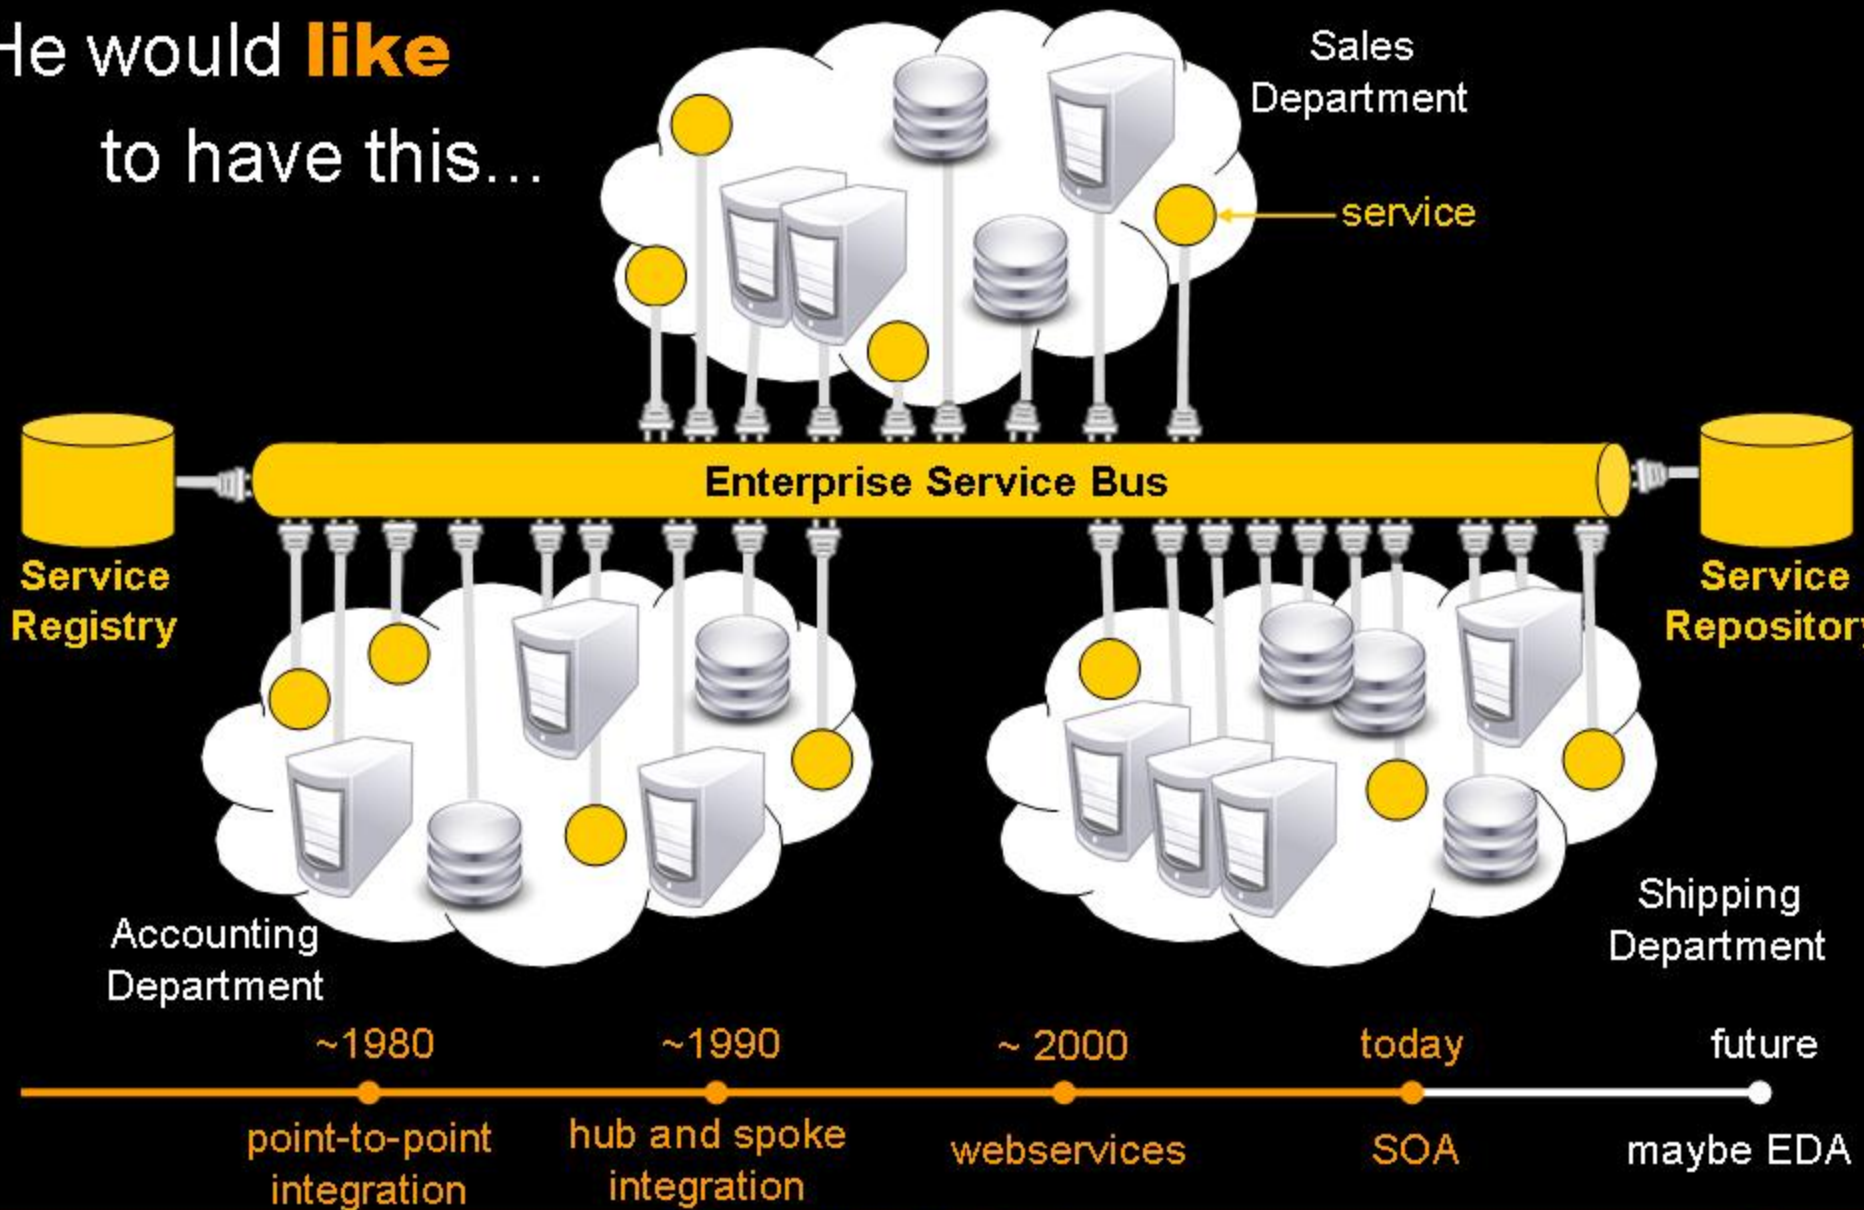 He would like
to have this...
Sales
Department
service
Enterprise Service Bus
Service
Registry
Service
Repository
Accounting
Department
Shipping
Department
~1980
~1990
~ 2000
today
future
point-to-point
integration
hub and spoke
integration
webservices
SOA
maybe EDA